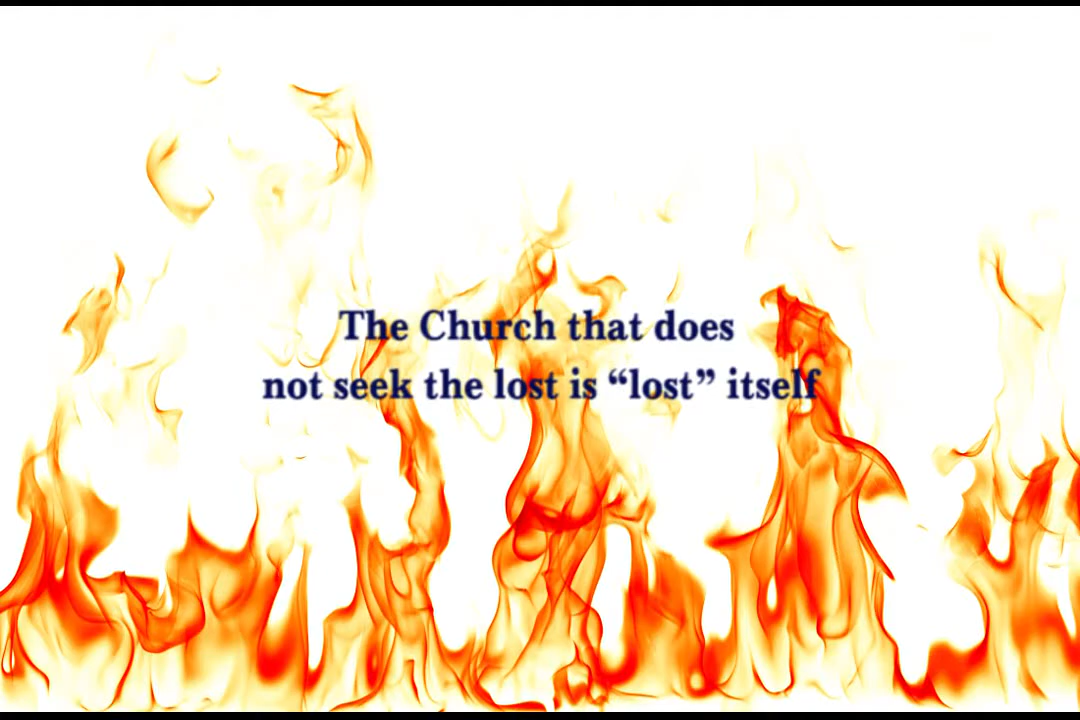 The Church that does
not seek the lost is “lost” itself